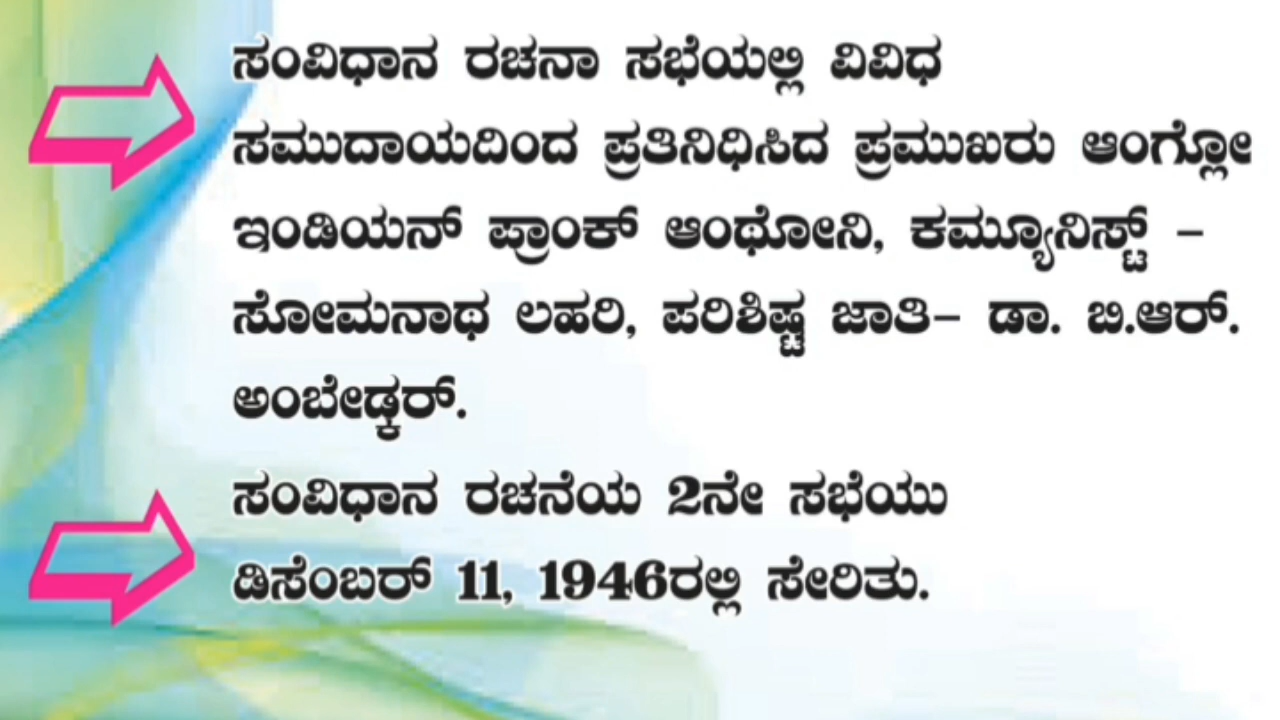 ಸಂವಿಧಾನ ರಚನಾ ಸಭೆಯಲ್ಲಿ ವಿವಿಧ
ಸಮುದಾಯದಿಂದ ಪ್ರತಿನಿಧಿಸಿದ ಪ್ರಮುಖರು ಆಂಗ್ಲೋ
ಇಂಡಿಯನ್ ಪ್ರಾಂಕ್ ಆಂಥೋನಿ, ಕಮ್ಯೂನಿಸ್ಟ್ –
ಸೋಮನಾಥ ಲಹರಿ, ಪರಿಶಿಷ್ಟ ಜಾತಿ– ಡಾ. ಬಿ.ಆರ್.
ಅಂಬೇಡ್ಕರ್.
ಸಂವಿಧಾನ ರಚನೆಯ 2ನೇ ಸಭೆಯು
ಡಿಸೆಂಬರ್ 11, 1946ರಲ್ಲಿ ಸೇರಿತು.